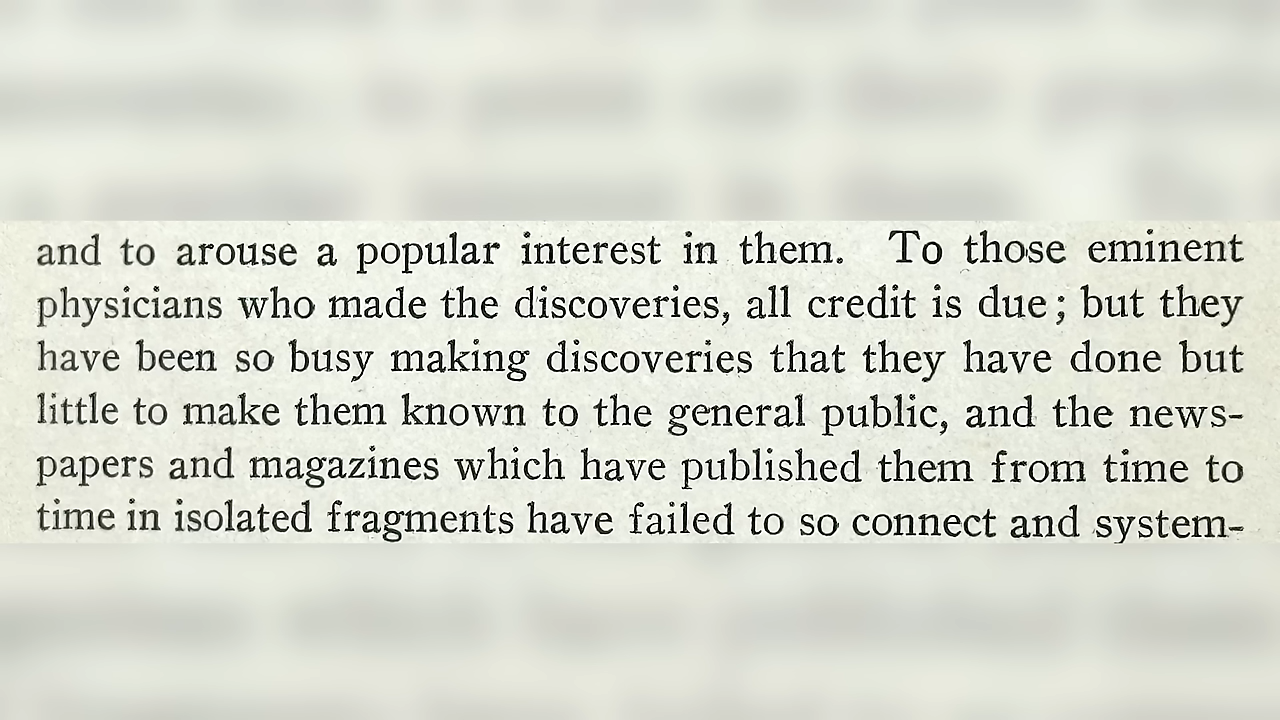 and to arouse a popular interest in them. To those eminent
physicians who made the discoveries, all credit is due; but they
have been so busy making discoveries that they have done but
little to make them known to the general public, and the news-
papers and magazines which have published them from time to
time in isolated fragments have failed to so connect and system-